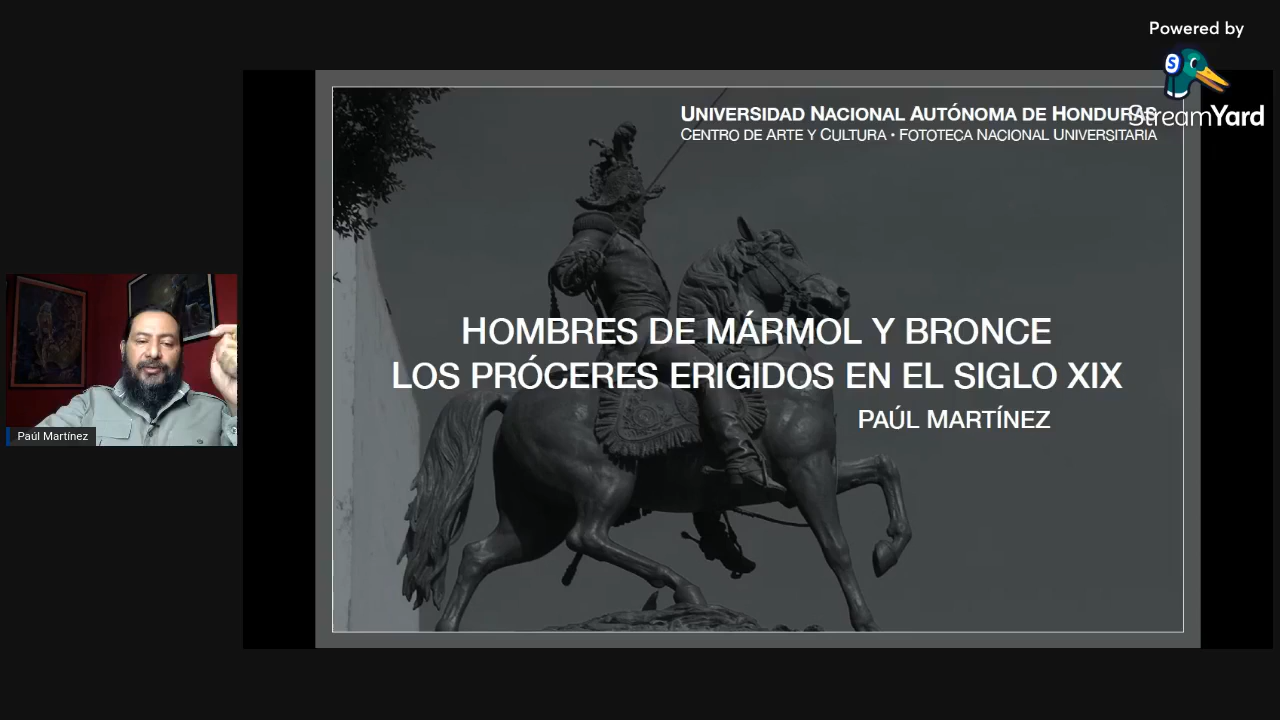 Powered by
StreamYard
UNIVERSIDAD NACIONAL AUTÓNOMA DE HONDURAS
CENTRO DE ARTE Y CULTURA • FOTOTECA NACIONAL UNIVERSITARIA
HOMBRES DE MÁRMOL Y BRONCE
LOS PRÓCERES ERIGIDOS EN EL SIGLO XIX
PAÚL MARTÍNEZ
Paúl Martínez